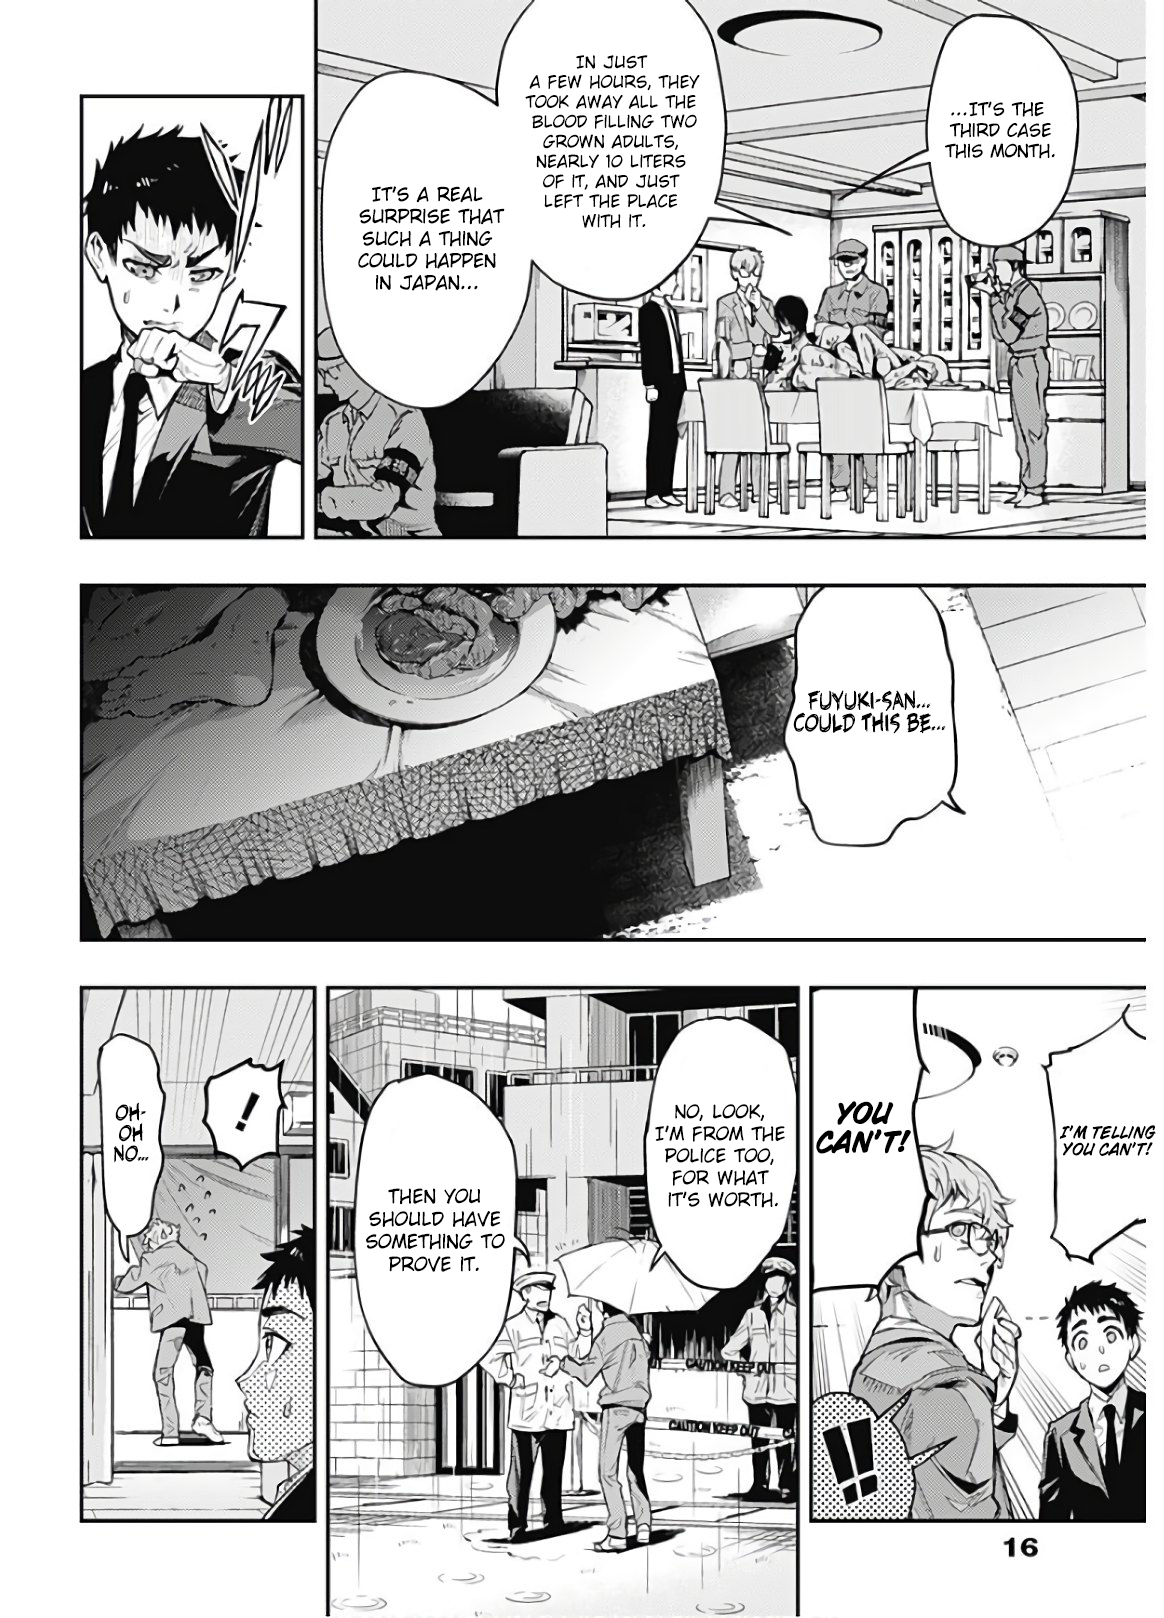 ...IT'S THE
THIRD CASE
THIS MONTH.
IN JUST
A FEW HOURS, THEY
TOOK AWAY ALL THE
BLOOD FILLING TWO
GROWN ADULTS,
NEARLY 10 LITERS
OF IT, AND JUST
LEFT THE PLACE
WITH IT.
IT'S A REAL
SURPRISE THAT
SUCH A THING
COULD HAPPEN
IN JAPAN...
FUYUKI-SAN...
COULD THIS BE...
I'M TELLING
YOU CAN'T!
YOU
CAN'T!
!!
NO, LOOK,
I'M FROM THE
POLICE TOO,
FOR WHAT
IT'S WORTH.
THEN YOU
SHOULD HAVE
SOMETHING TO
PROVE IT.
CAUTION KEEP OUT
CAUTION KEEP OUT
!
OH-
OH
NO...
16